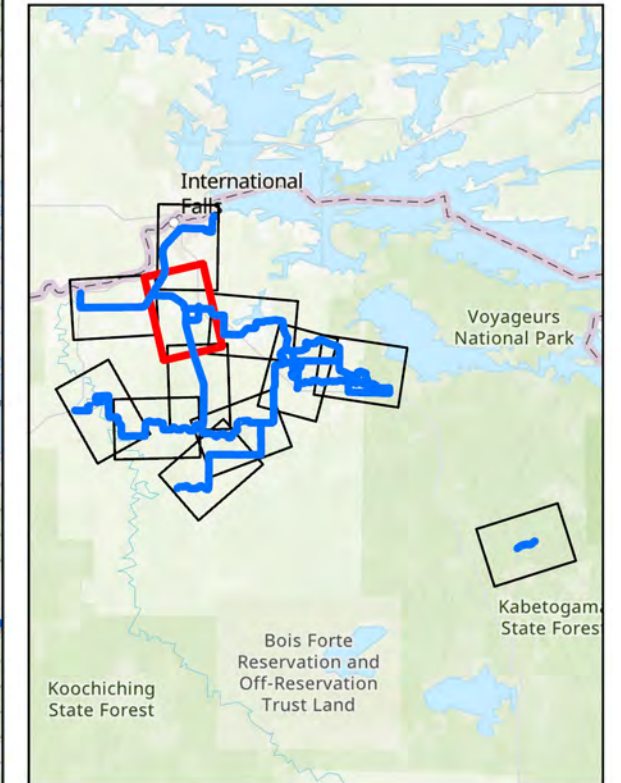 International
Falls
Voyageurs
National Park
Kabetogama
State Forest
Bois Forte
Reservation and
Off-Reservation
Trust Land
Koochiching
State Forest